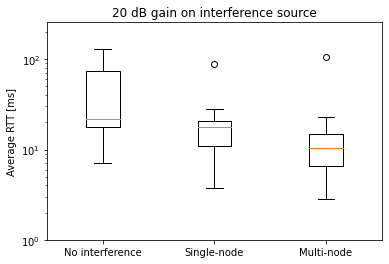 20 dB gain on interference source
Average RTT [ms]
10²
10¹
10⁰
No interference Single-node Multi-node